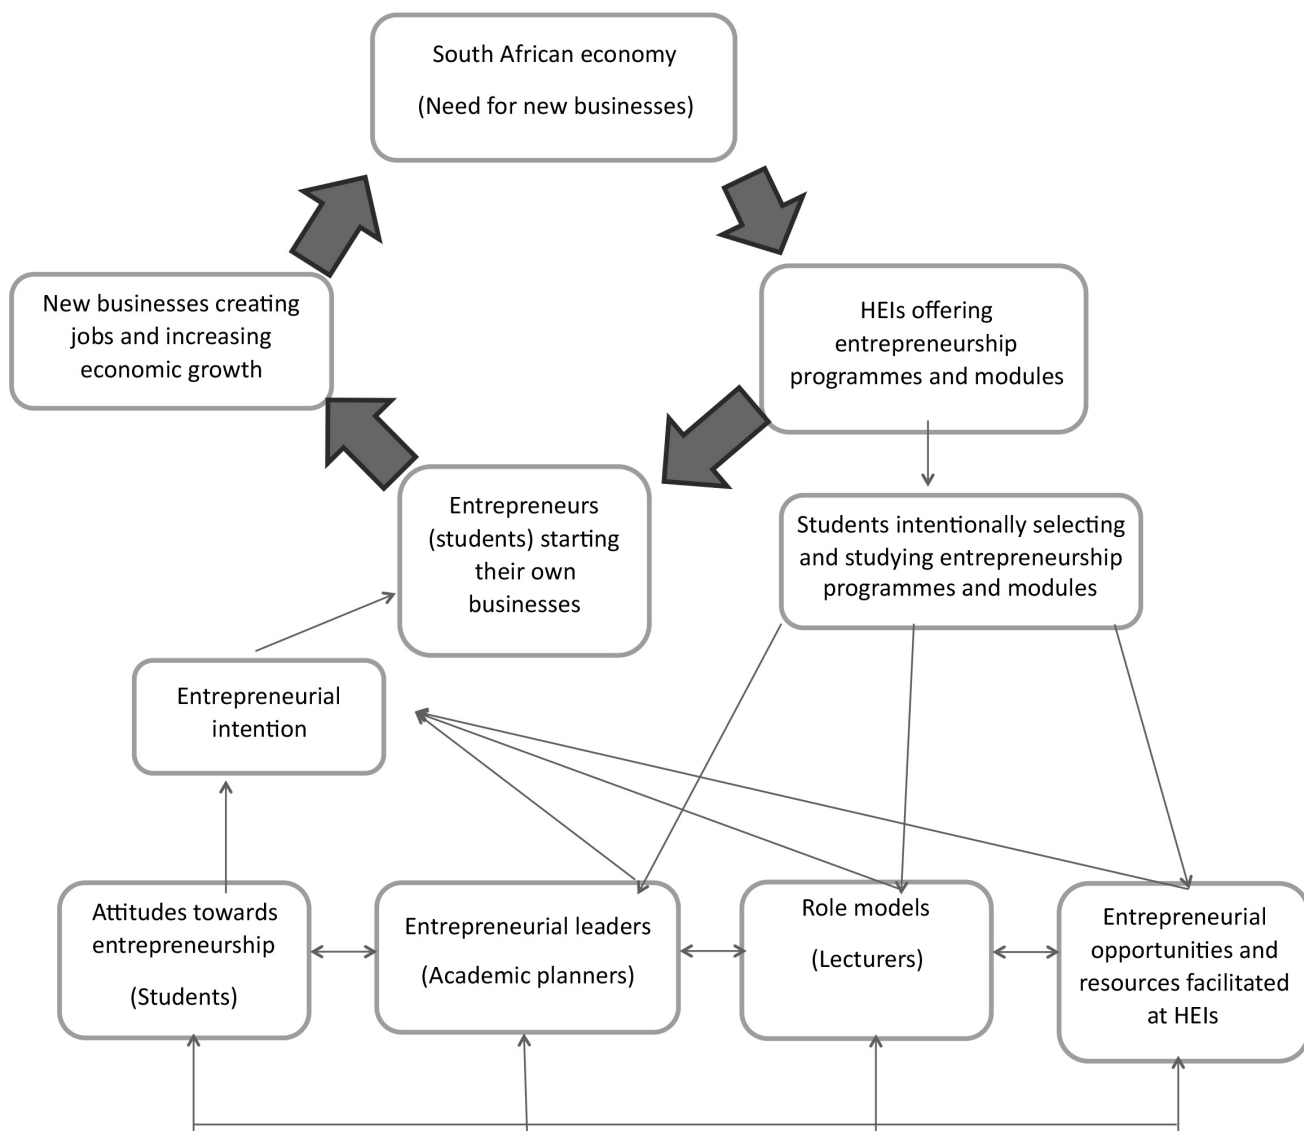 South African economy
(Need for new businesses)
New businesses creating
jobs and increasing
economic growth
HEIs offering
entrepreneurship
programmes and modules
Entrepreneurs
(students) starting
their own
businesses
Students intentionally selecting
and studying entrepreneurship
programmes and modules
Entrepreneurial
intention
Attitudes towards
entrepreneurship
(Students)
Entrepreneurial leaders
(Academic planners)
Role models
(Lecturers)
Entrepreneurial
opportunities and
resources facilitated
at HEIs